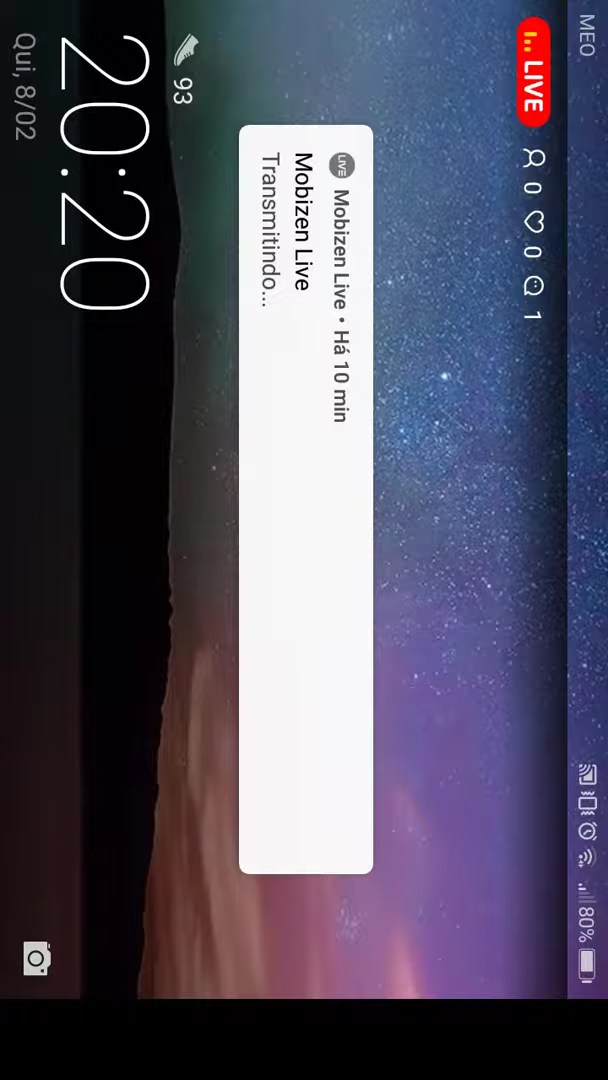 MEO
80%
LIVE 0 0 1
LIVE Mobizen Live • Há 10 min
Mobizen Live
Transmitindo...
93
20:20
Qui, 8/02